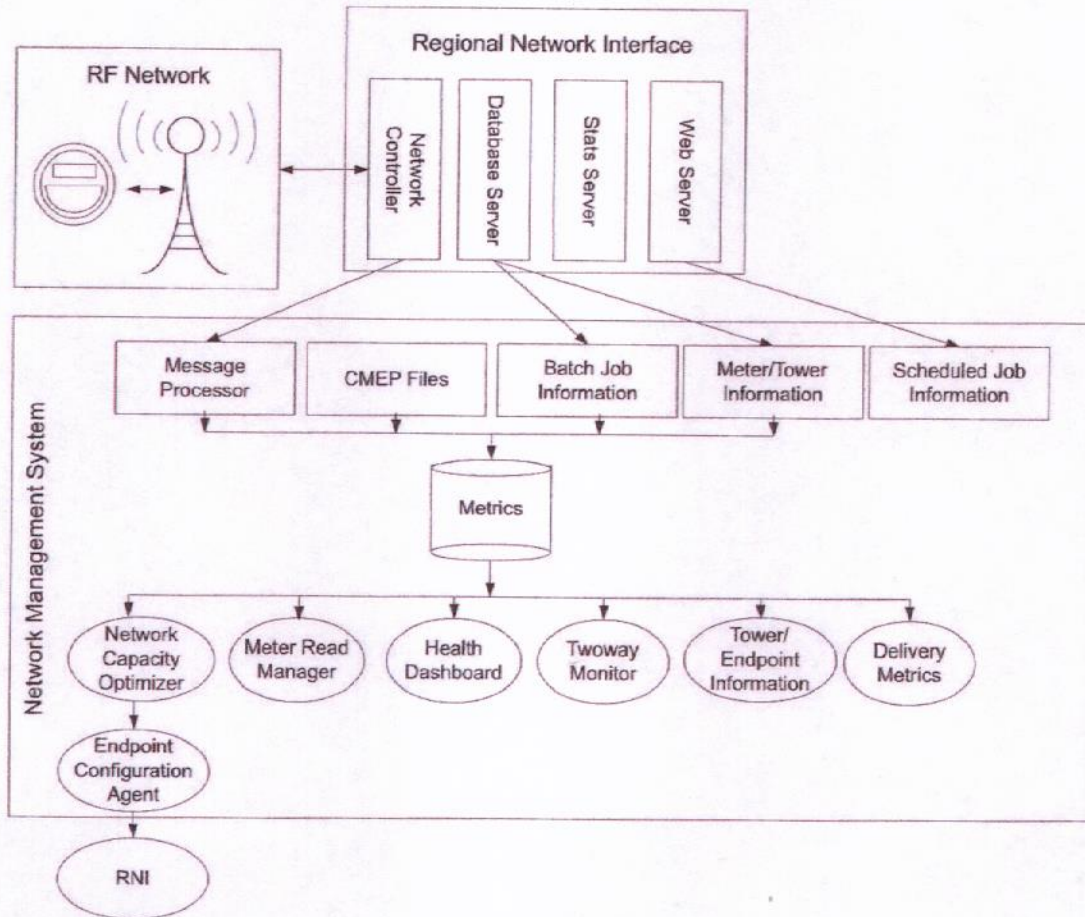 Regional Network Interface
RF Network
Network
Controller
Database Server
Stats Server
Web Server
Network Management System
Message
Processor
CMEP Files
Batch Job
Information
Meter/Tower
Information
Scheduled Job
Information
Metrics
Network
Capacity
Optimizer
Meter Read
Manager
Health
Dashboard
Twoway
Monitor
Tower/
Endpoint
Information
Delivery
Metrics
Endpoint
Configuration
Agent
RNI